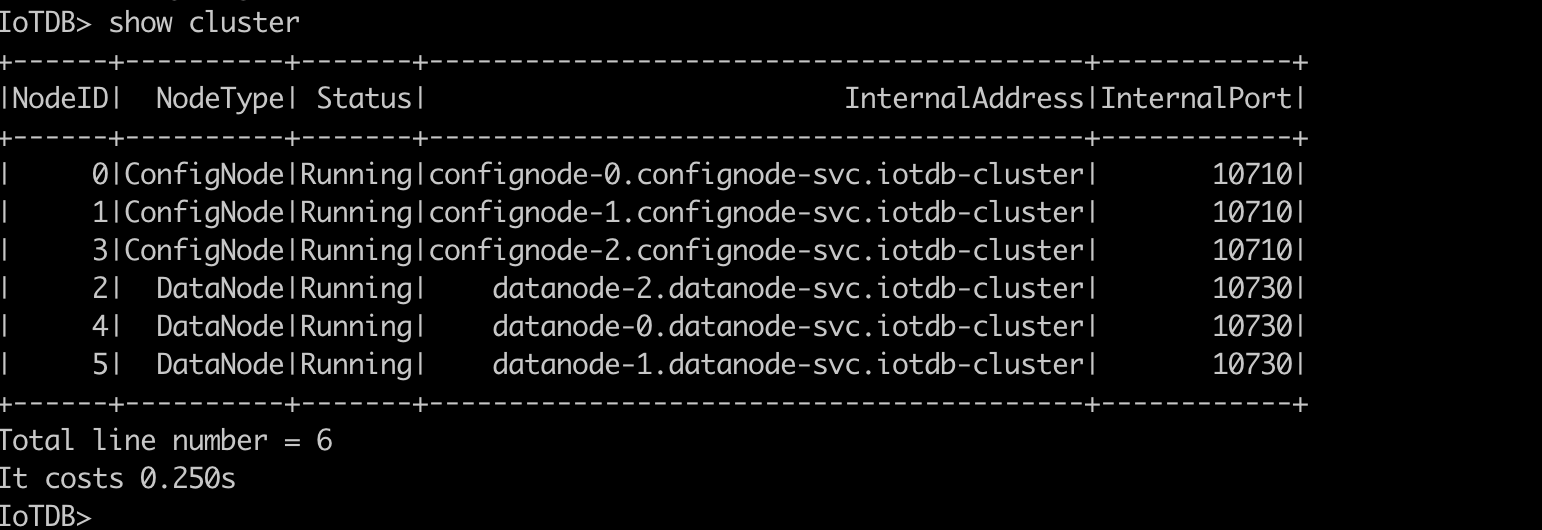 IoTDB> show cluster
+------+----------+-------+-----------------------------------------+------------+
|NodeID|  NodeType| Status|                          InternalAddress|InternalPort|
+------+----------+-------+-----------------------------------------+------------+
|     0|ConfigNode|Running|confignode-0.confignode-svc.iotdb-cluster|       10710|
|     1|ConfigNode|Running|confignode-1.confignode-svc.iotdb-cluster|       10710|
|     3|ConfigNode|Running|confignode-2.confignode-svc.iotdb-cluster|       10710|
|     2|  DataNode|Running|    datanode-2.datanode-svc.iotdb-cluster|       10730|
|     4|  DataNode|Running|    datanode-0.datanode-svc.iotdb-cluster|       10730|
|     5|  DataNode|Running|    datanode-1.datanode-svc.iotdb-cluster|       10730|
+------+----------+-------+-----------------------------------------+------------+
Total line number = 6
It costs 0.250s
IoTDB>